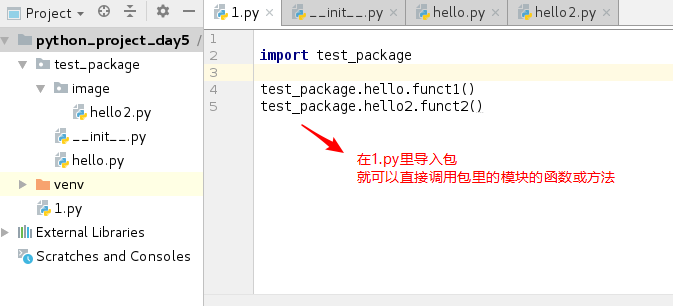 Project
1.py
__init__.py
hello.py
hello2.py
python_project_day5 /
test_package
image
hello2.py
__init__.py
hello.py
venv
1.py
External Libraries
Scratches and Consoles
1
2 import test_package
3
4 test_package.hello.funct1()
5 test_package.hello2.funct2()
在1.py里导入包
就可以直接调用包里的模块的函数或方法